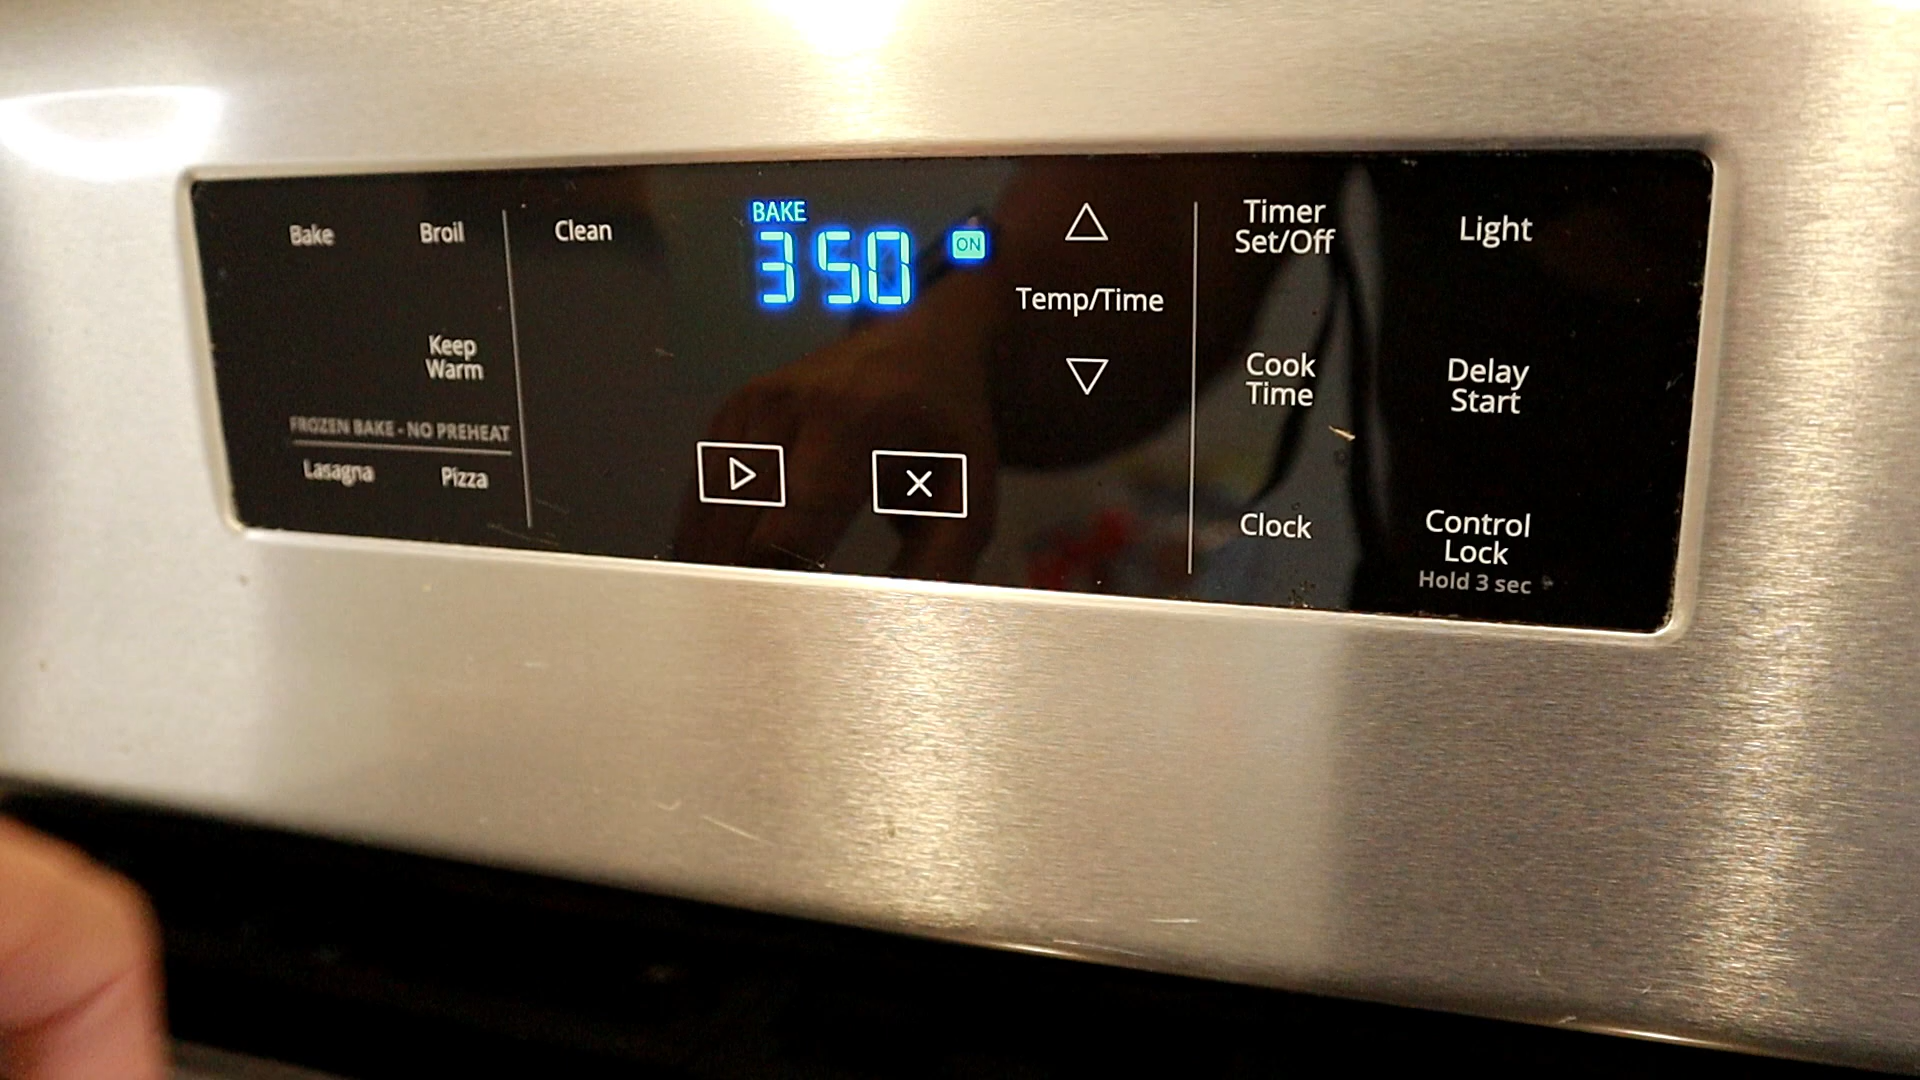 Bake
Broil
Clean
Keep
Warm
FROZEN BAKE - NO PREHEAT
Lasagna
Pizza
BAKE
350
ON
Temp/Time
Timer
Set/Off
Light
Cook
Time
Delay
Start
Clock
Control
Lock
Hold 3 sec